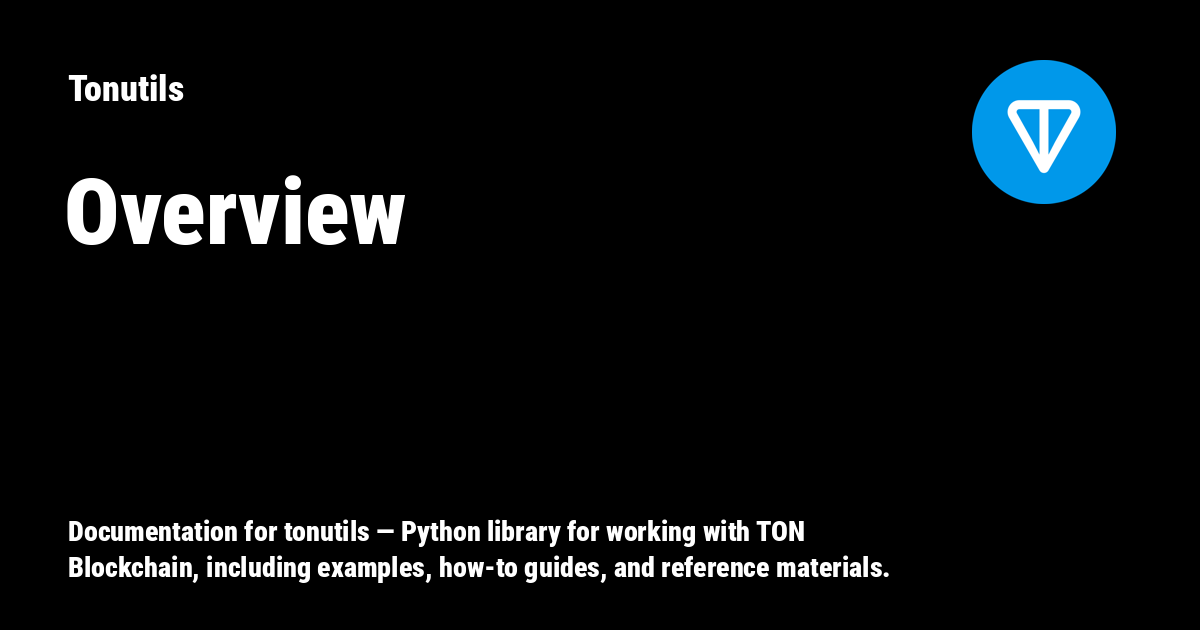 Tonutils
Overview
Documentation for tonutils — Python library for working with TON
Blockchain, including examples, how-to guides, and reference materials.